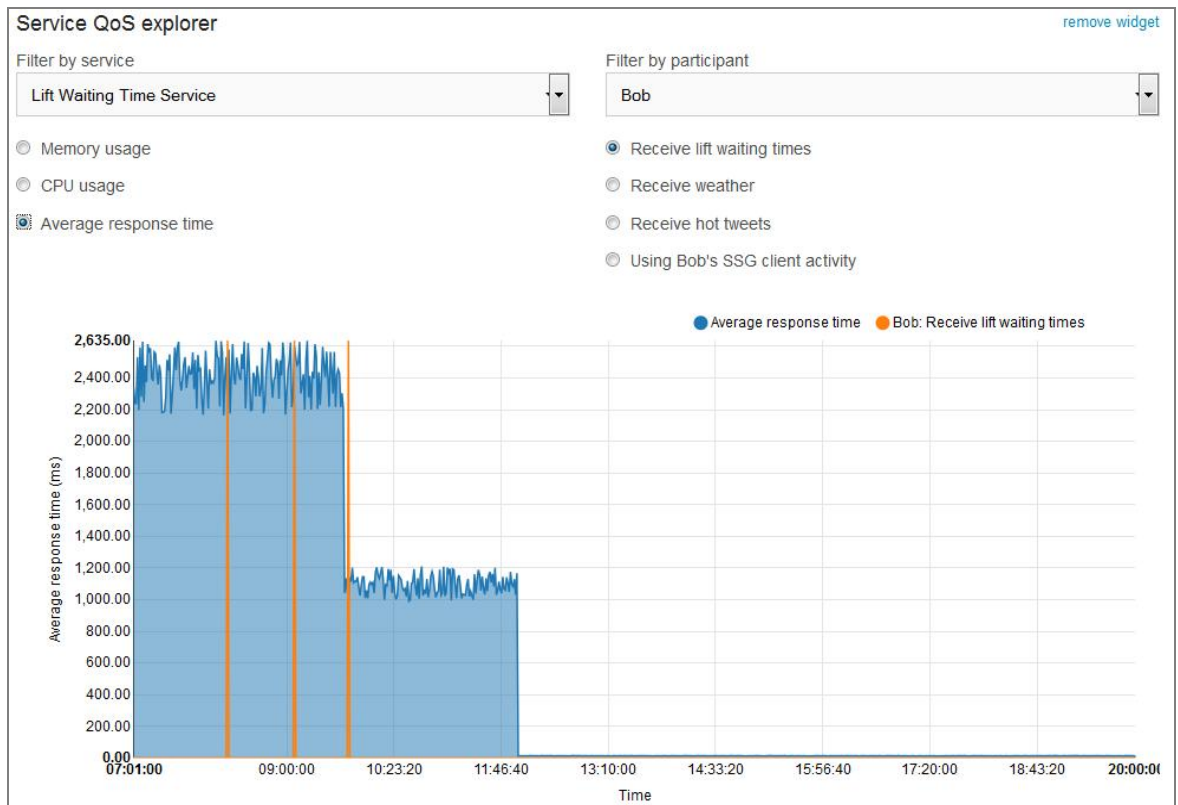 Service QoS explorer
remove widget
Filter by service
Filter by participant
Lift Waiting Time Service
Bob
Memory usage
Receive lift waiting times
CPU usage
Receive weather
Average response time
Receive hot tweets
Using Bob's SSG client activity
Average response time
Bob: Receive lift waiting times
2,635.00
2,400.00
2,200.00
2,000.00
1,800.00
1,600.00
1,400.00
1,200.00
1,000.00
800.00
600.00
400.00
200.00
0.00
Average response time (ms)
07:01:00
09:00:00
10:23:20
11:46:40
13:10:00
14:33:20
15:56:40
17:20:00
18:43:20
20:00:0
Time